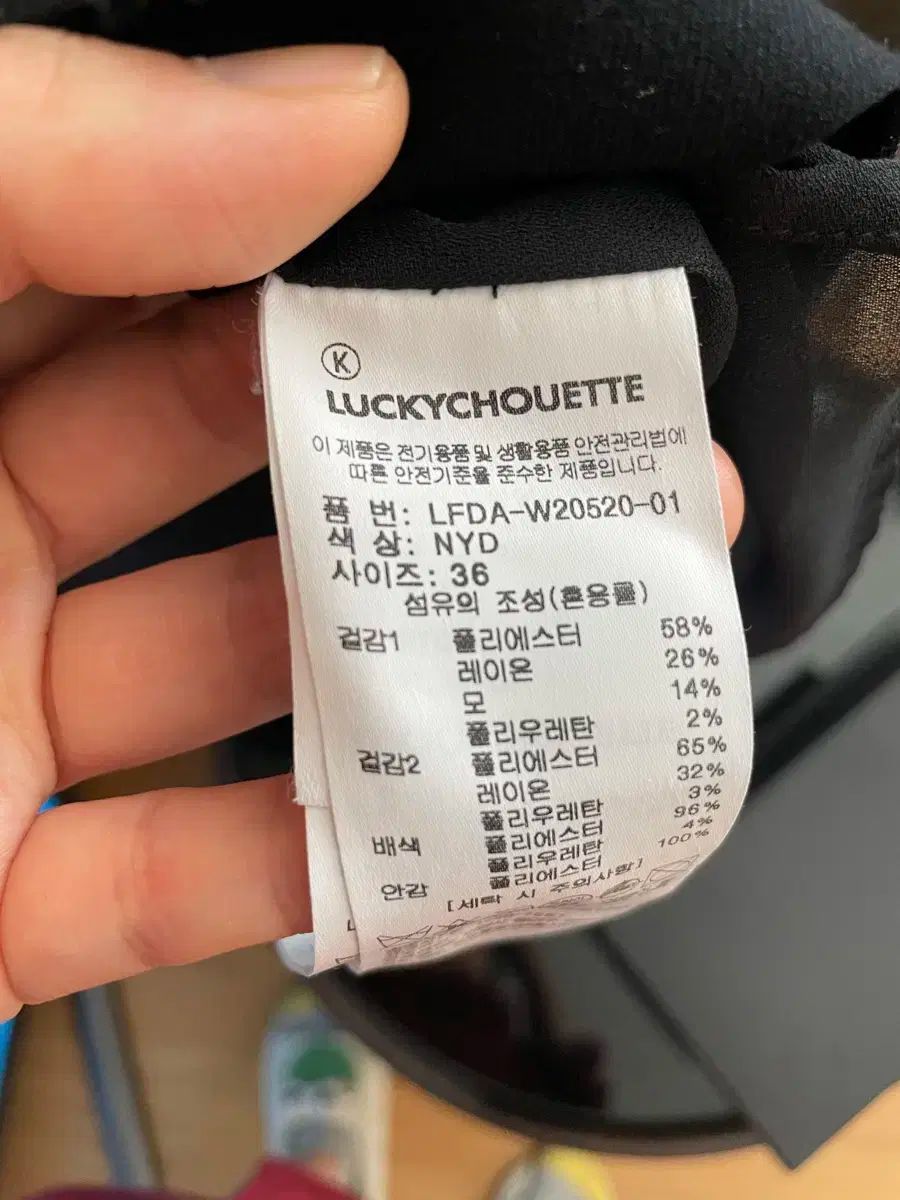 K
LUCKYCHOUETTE
이 제품은 전기용품 및 생활용품 안전관리법에
따른 안전기준을 준수한 제품입니다.
품 번: LFDA-W20520-01
색 상: NYD
사이즈: 36
섬유의 조성(혼용률)
겉감1 폴리에스터 58%
레이온 26%
모 14%
폴리우레탄 2%
겉감2 폴리에스터 65%
레이온 32%
폴리우레탄 3%
배색 폴리에스터 96%
폴리우레탄 4%
안감 폴리에스터 100%
[세탁 시 주의사항]